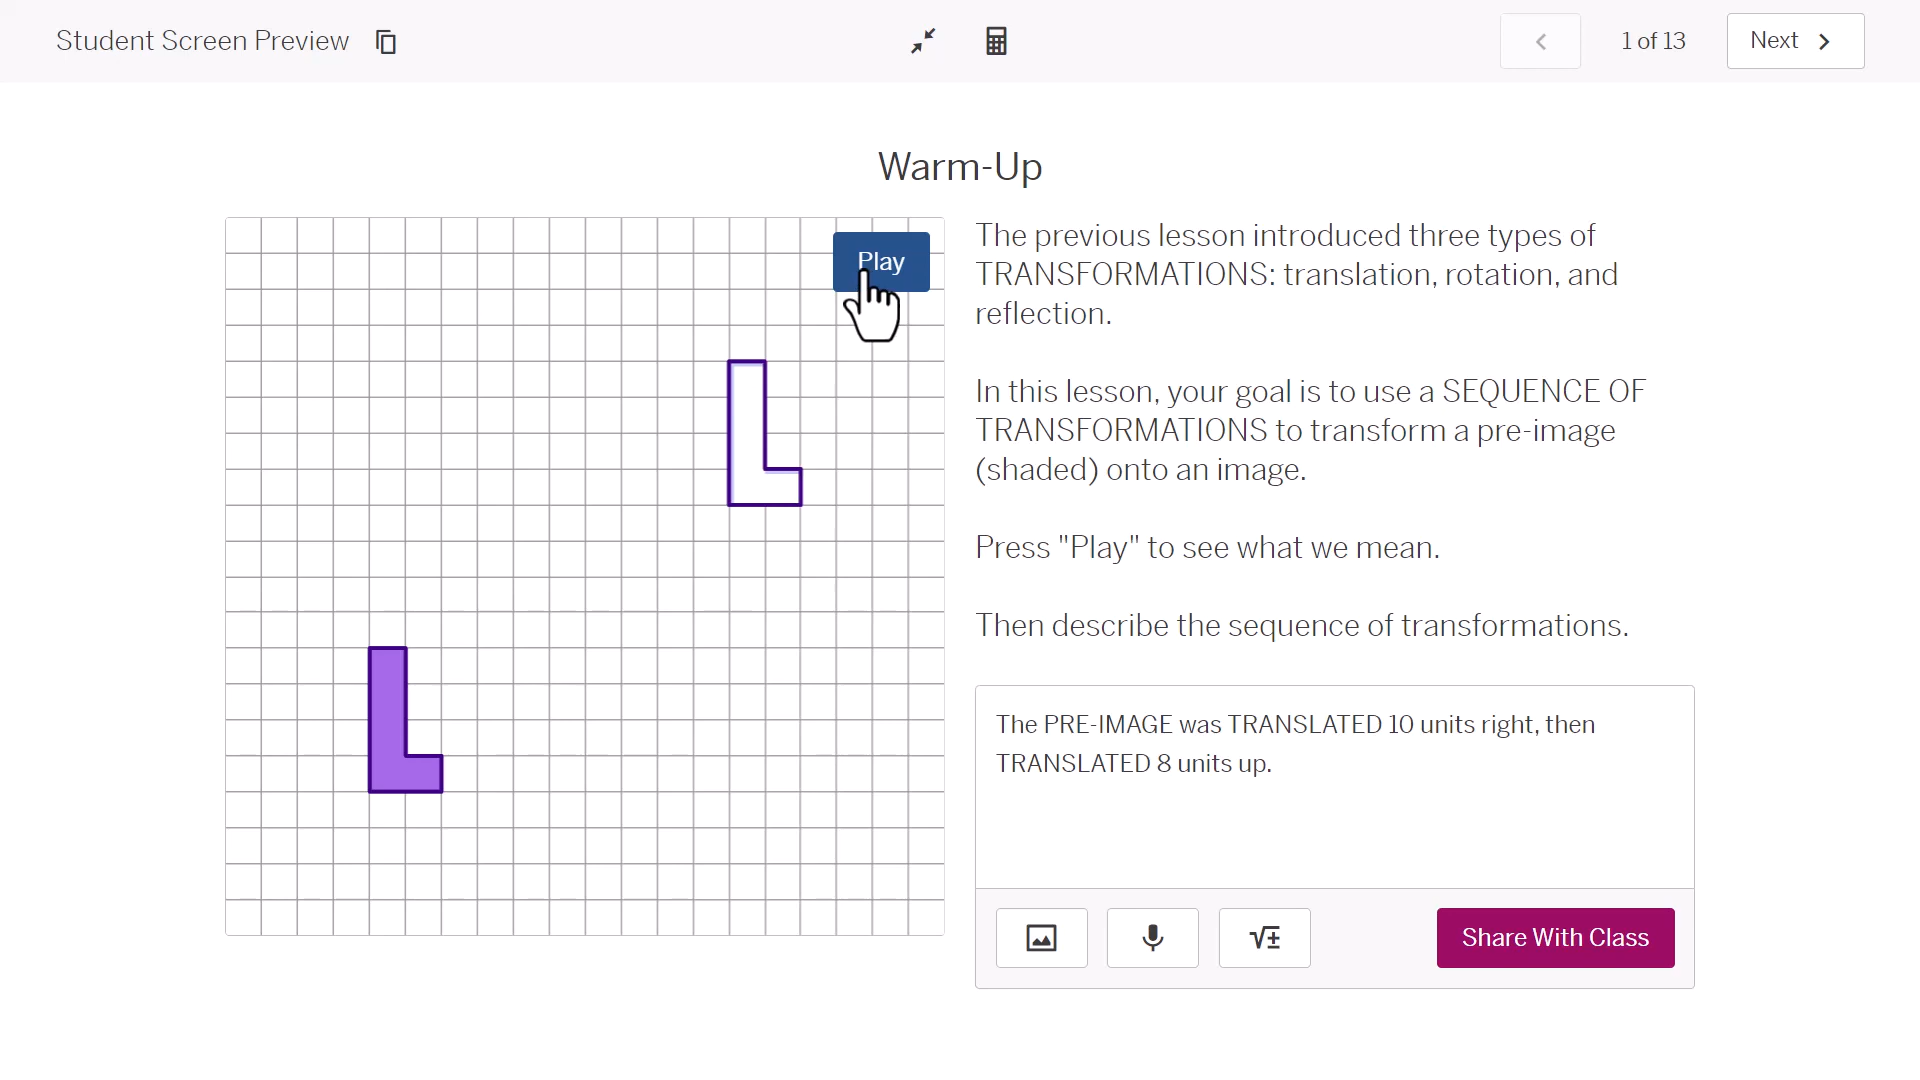 Student Screen Preview
1 of 13
Next
Warm-Up
Play
The previous lesson introduced three types of
TRANSFORMATIONS: translation, rotation, and
reflection.
In this lesson, your goal is to use a SEQUENCE OF
TRANSFORMATIONS to transform a pre-image
(shaded) onto an image.
Press "Play" to see what we mean.
Then describe the sequence of transformations.
The PRE-IMAGE was TRANSLATED 10 units right, then
TRANSLATED 8 units up.
√±
Share With Class